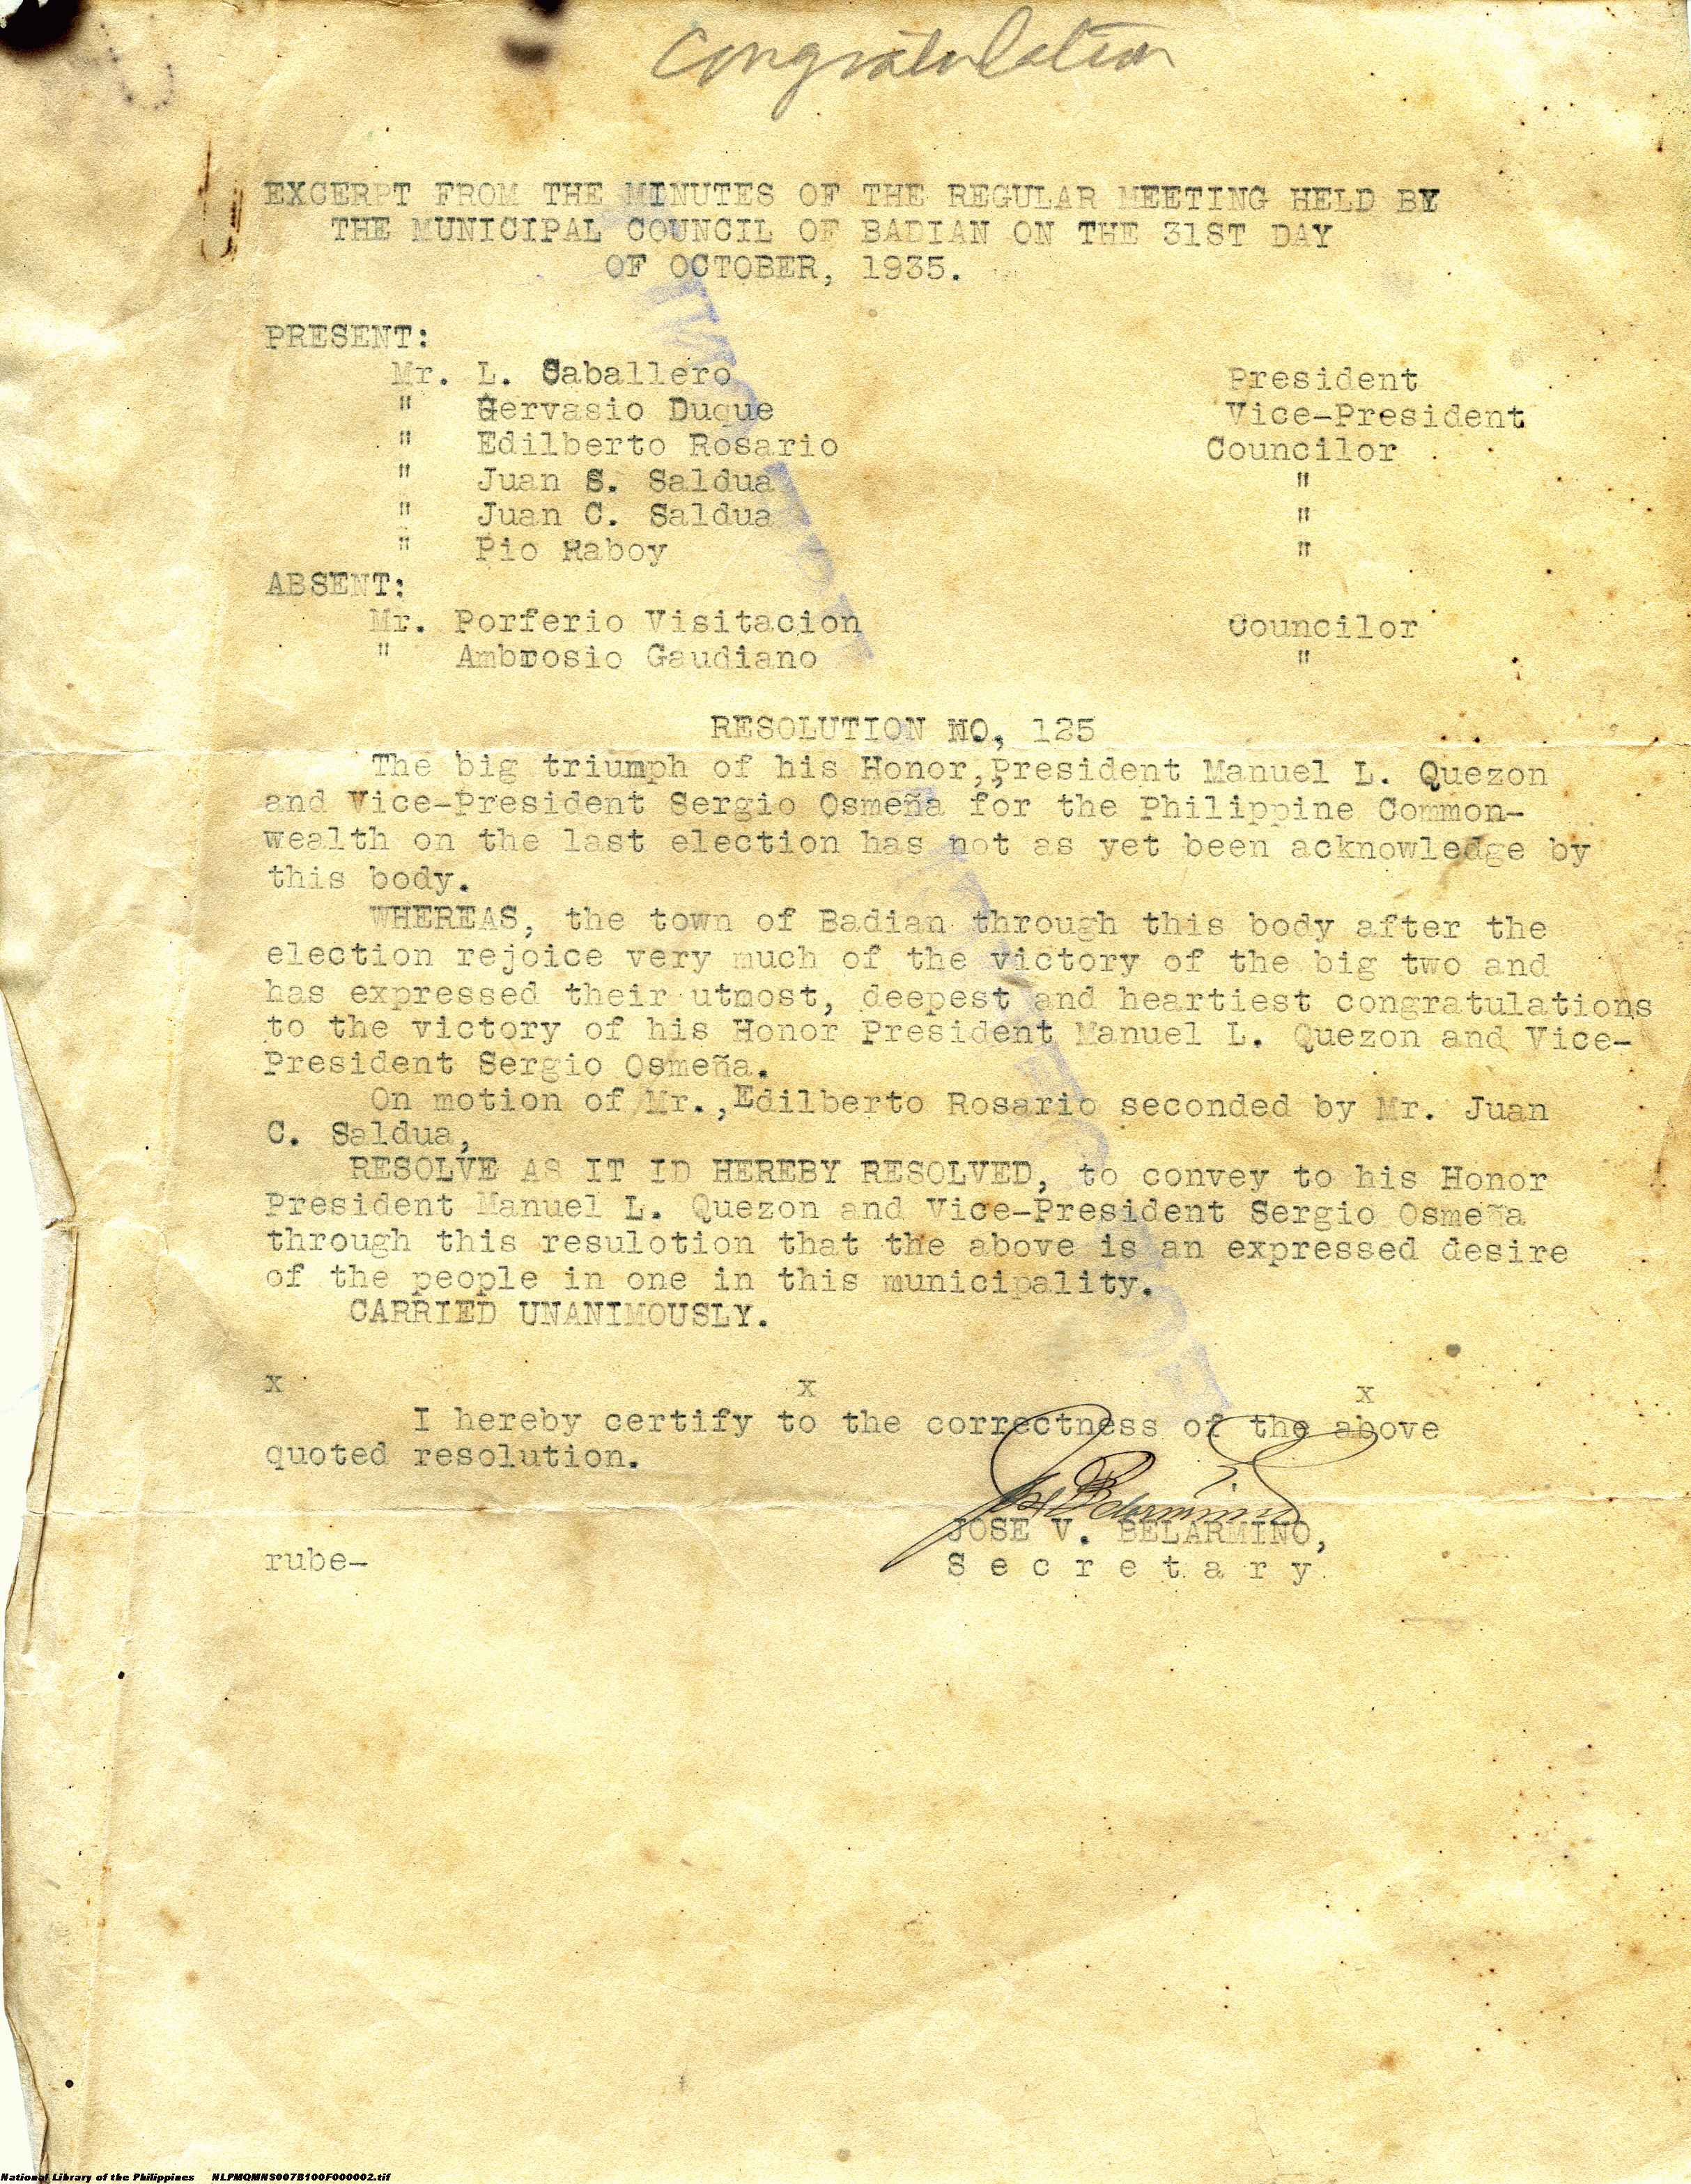 Congratulation
EXCERPT FROM THE MINUTES OF THE REGULAR MEETING HELD BY
THE MUNICIPAL COUNCIL OF BADIAN ON THE 31ST DAY
OF OCTOBER, 1935.
PRESENT:
Mr. L. Saballero President
" Gervasio Duque Vice-President
" Edilberto Rosario Councilor
" Juan S. Saldua "
" Juan C. Saldua "
" Pio Raboy "
ABSENT:
Mr. Porferio Visitacion Councilor
" Ambrosio Gaudiano "
RESOLUTION NO, 125
The big triumph of his Honor,,President Manuel L. Quezon
and Vice-President Sergio Osmeña for the Philippine Common-
wealth on the last election has not as yet been acknowledge by
this body.
WHEREAS, the town of Badian through this body after the
election rejoice very much of the victory of the big two and
has expressed their utmost, deepest and heartiest congratulations
to the victory of his Honor President Manuel L. Quezon and Vice-
President Sergio Osmeña.
On motion of Mr.,Edilberto Rosario seconded by Mr. Juan
C. Saldua,
RESOLVE AS IT ID HEREBY RESOLVED, to convey to his Honor
President Manuel L. Quezon and Vice-President Sergio Osmeña
through this resulotion that the above is an expressed desire
of the people in one in this municipality.
CARRIED UNANIMOUSLY.
x x x
I hereby certify to the correctness of the above
quoted resolution.
JOSE V. BELARMINO,
rube- S e c r e t a r y
National Library of the Philippines NLPMQMNS007B100F000002.tif